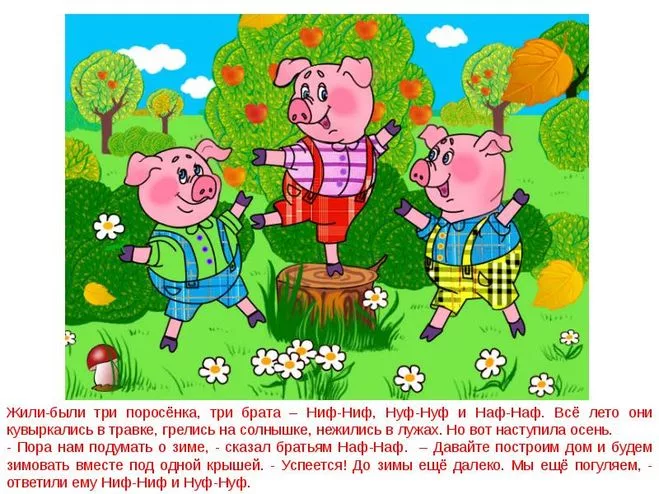 Жили-были три поросёнка, три брата – Ниф-Ниф, Нуф-Нуф и Наф-Наф. Всё лето они
кувыркались в травке, грелись на солнышке, нежились в лужах. Но вот наступила осень.
- Пора нам подумать о зиме, - сказал братьям Наф-Наф.  – Давайте построим дом и будем
зимовать вместе под одной крышей. - Успеется! До зимы ещё далеко. Мы ещё погуляем, -
ответили ему Ниф-Ниф и Нуф-Нуф.